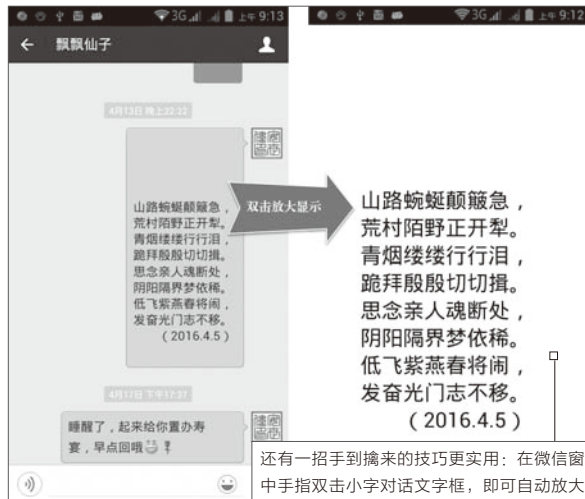 3G 上午 9:13
飘飘仙子
4月13日 晚上22:22
山路蜿蜒颠簸急，
荒村陌野正开犁。
青烟缕缕行行泪，
跪拜殷殷切切揖。
思念亲人魂断处，
阴阳隔界梦依稀。
低飞紫燕春将闹，
发奋光门志不移。
（2016.4.5）
4月17日 下午17:37
睡醒了，起来给你置办寿
宴，早点回哦
双击放大显示
3G 上午 9:12
山路蜿蜒颠簸急，
荒村陌野正开犁。
青烟缕缕行行泪，
跪拜殷殷切切揖。
思念亲人魂断处，
阴阳隔界梦依稀。
低飞紫燕春将闹，
发奋光门志不移。
（2016.4.5）
还有一招手到擒来的技巧更实用：在微信窗
中手指双击小字对话文字框，即可自动放大